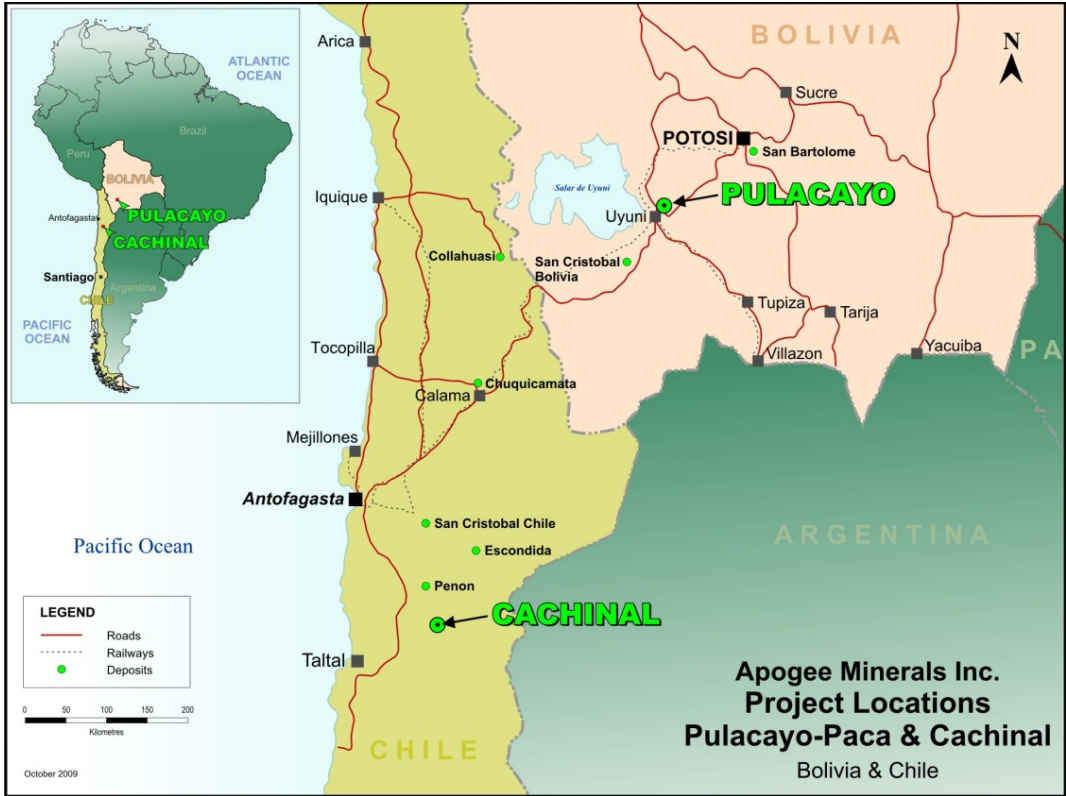 ATLANTIC
OCEAN
Brazil
Peru
BOLIVIA
Antofagasta
PULACAYO
CACHINAL
Santiago
CHILE
Argentina
PACIFIC
OCEAN
Arica
BOLIVIA
N
Sucre
POTOSI
San Bartolome
Salar de Uyuni
PULACAYO
Iquique
Uyuni
Collahuasi
San Cristobal
Bolivia
Tupiza
Tarija
Tocopilla
Villazon
Yacuiba
PA
Chuquicamata
Calama
Mejillones
Antofagasta
San Cristobal Chile
ARGENTINA
Pacific Ocean
Escondida
Penon
CACHINAL
LEGEND
Roads
Railways
Deposits
Taltal
0 50 100 150 200
Kilometres
CHILE
Apogee Minerals Inc.
Project Locations
Pulacayo-Paca & Cachinal
Bolivia & Chile
October 2009